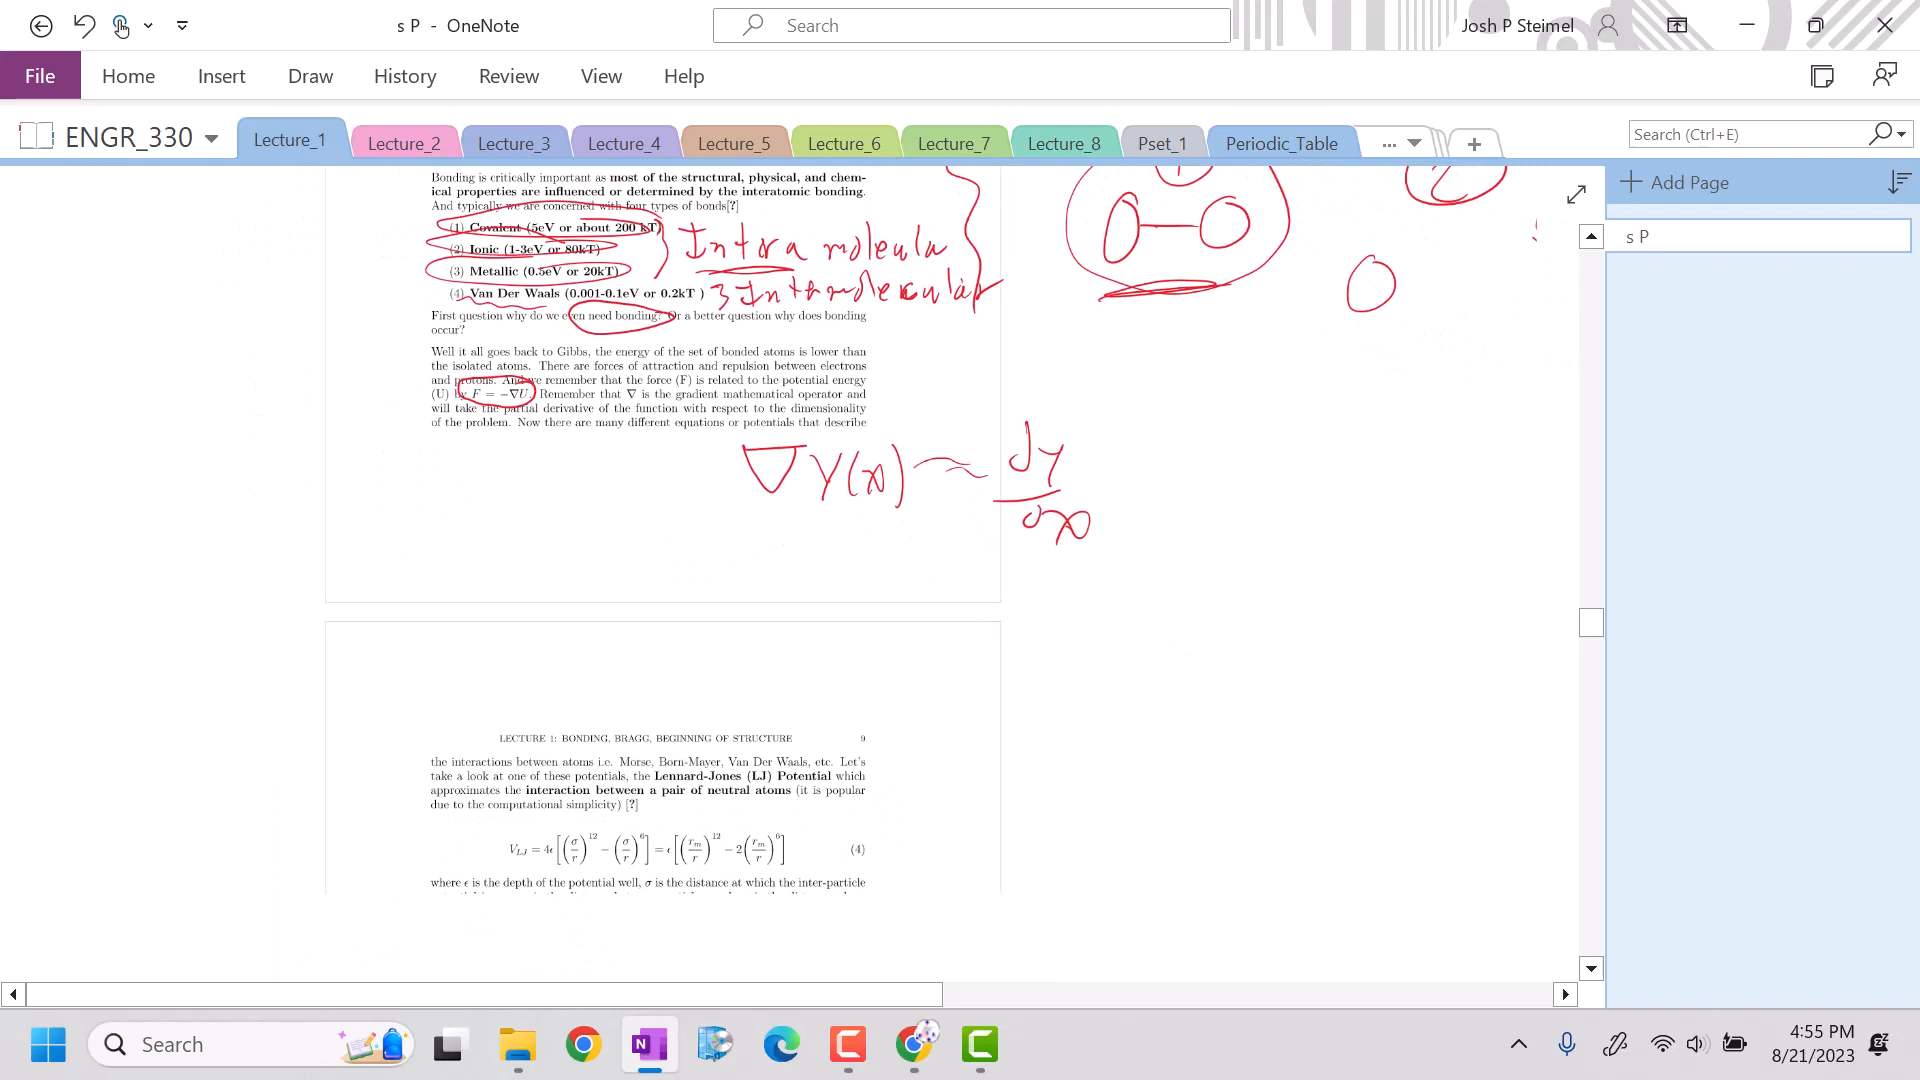 s P - OneNote
Search
Josh P Steimel
File
Home
Insert
Draw
History
Review
View
Help
ENGR_330
Lecture_1
Lecture_2
Lecture_3
Lecture_4
Lecture_5
Lecture_6
Lecture_7
Lecture_8
Pset_1
Periodic_Table
...
Search (Ctrl+E)
Add Page
s P
Bonding is critically important as most of the structural, physical, and chem-
ical properties are influenced or determined by the interatomic bonding.
And typically we are concerned with four types of bonds[?]
(1) Covalent (5eV or about 200 kT)
(2) Ionic (1-3eV or 80kT)
(3) Metallic (0.5eV or 20kT)
(4) Van Der Waals (0.001-0.1eV or 0.2kT )
Intra molecula
} Intermolecular
1
2
First question why do we even need bonding? Or a better question why does bonding
occur?
Well it all goes back to Gibbs, the energy of the set of bonded atoms is lower than
the isolated atoms. There are forces of attraction and repulsion between electrons
and protons. And we remember that the force (F) is related to the potential energy
(U) by F = −∇U. Remember that ∇ is the gradient mathematical operator and
will take the partial derivative of the function with respect to the dimensionality
of the problem. Now there are many different equations or potentials that describe
∇ Y(x) ~≈ dy/dx
LECTURE 1: BONDING, BRAGG, BEGINNING OF STRUCTURE 9
the interactions between atoms i.e. Morse, Born-Mayer, Van Der Waals, etc. Let's
take a look at one of these potentials, the Lennard-Jones (LJ) Potential which
approximates the interaction between a pair of neutral atoms (it is popular
due to the computational simplicity) [?]
V_LJ = 4ϵ[(σ/r)^12 − (σ/r)^6] = ϵ[(r_m/r)^12 − 2(r_m/r)^6] (4)
where ϵ is the depth of the potential well, σ is the distance at which the inter-particle
Search
4:55 PM
8/21/2023